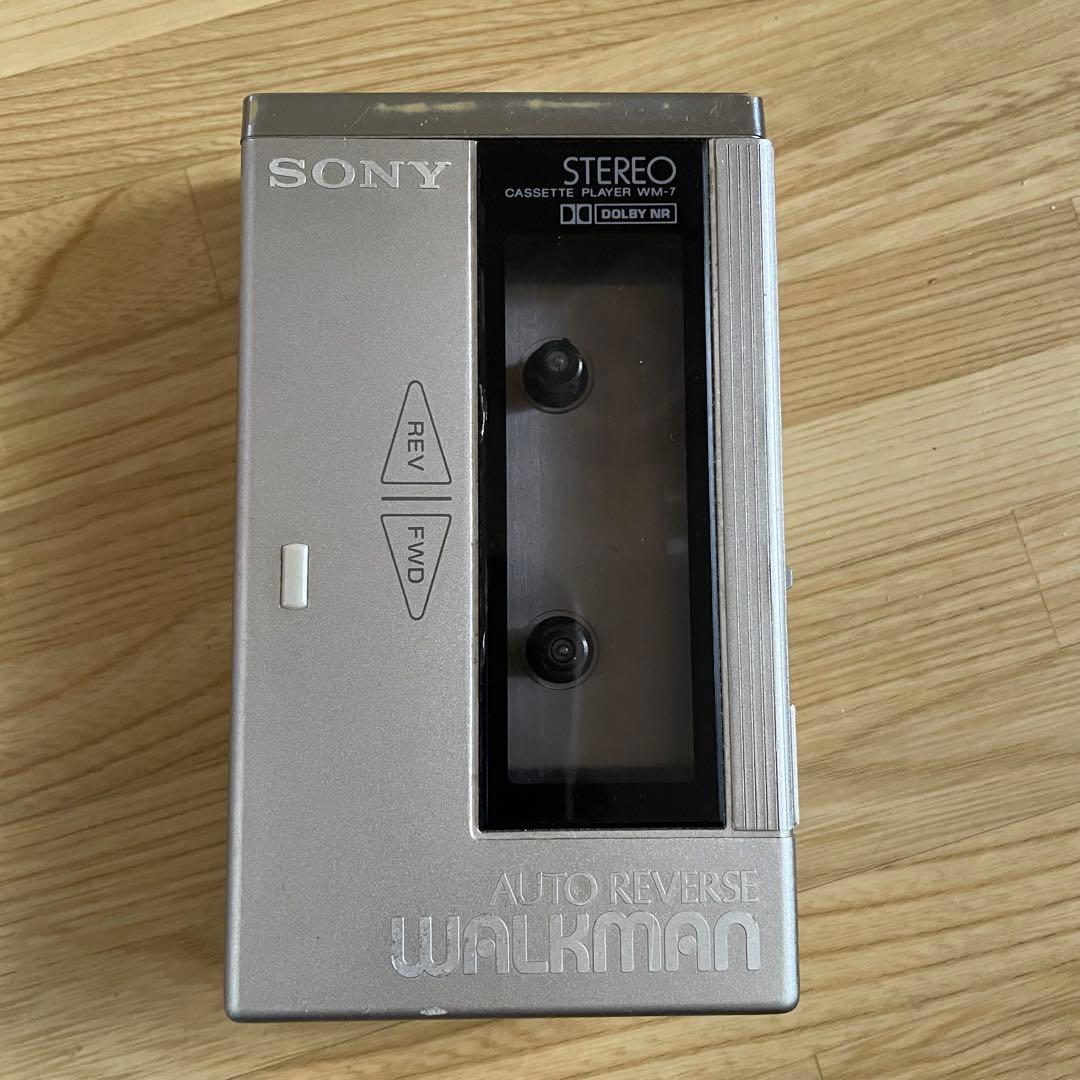 SONY
STEREO
CASSETTE PLAYER WM-7
DOLBY NR
REV
FWD
AUTO REVERSE
WALKMAN